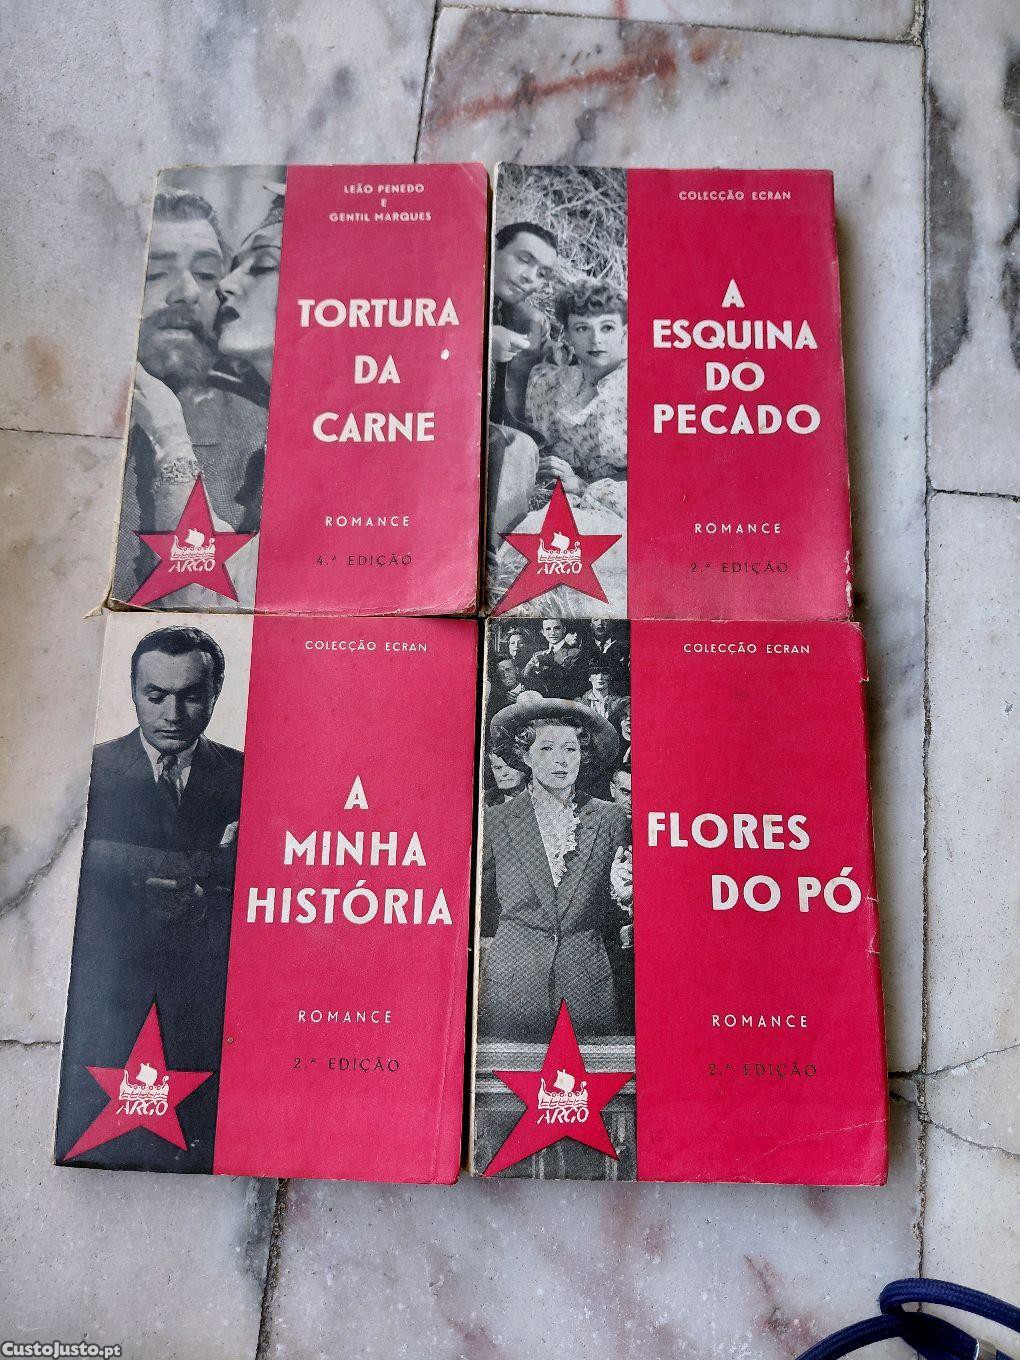 LEÃO PENEDO
E
GENTIL MARQUES
TORTURA
DA
CARNE
ROMANCE
4.ª EDIÇÃO
ARGO
COLECÇÃO ECRAN
A
ESQUINA
DO
PECADO
ROMANCE
2.ª EDIÇÃO
ARGO
COLECÇÃO ECRAN
A
MINHA
HISTÓRIA
ROMANCE
2.ª EDIÇÃO
ARGO
COLECÇÃO ECRAN
FLORES
DO PÓ
ROMANCE
2.ª EDIÇÃO
ARGO
CustoJusto.pt